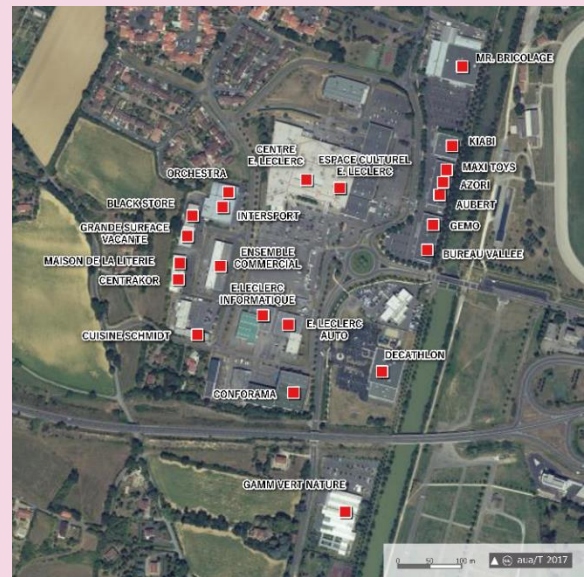 MR. BRICOLAGE
KIABI
CENTRE
E. LECLERC
ESPACE CULTUREL
E. LECLERC
MAXI TOYS
ORCHESTRA
AZORI
AUBERT
BLACK STORE
INTERSPORT
GEMO
GRANDE SURFACE
VACANTE
BUREAU VALLEE
ENSEMBLE
COMMERCIAL
MAISON DE LA LITERIE
CENTRAKOR
E.LECLERC
INFORMATIQUE
CUISINE SCHMIDT
E. LECLERC
AUTO
DECATHLON
CONFORAMA
GAMM VERT NATURE
0 50 100 m
aua/T 2017